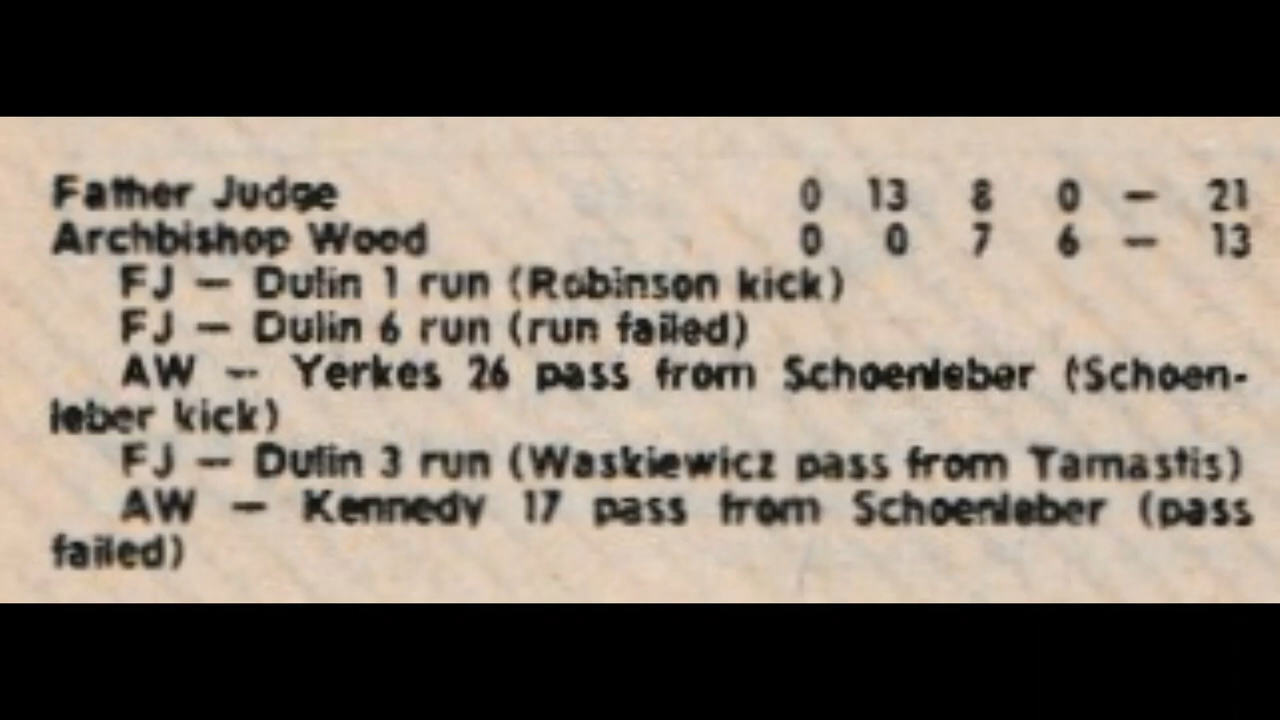 Father Judge 0 13 8 0 — 21
Archbishop Wood 0 0 7 6 — 13
FJ — Dulin 1 run (Robinson kick)
FJ — Dulin 6 run (run failed)
AW — Yerkes 26 pass from Schoenleber (Schoen-
leber kick)
FJ — Dulin 3 run (Waskiewicz pass from Tamastis)
AW — Kennedy 17 pass from Schoenleber (pass
failed)